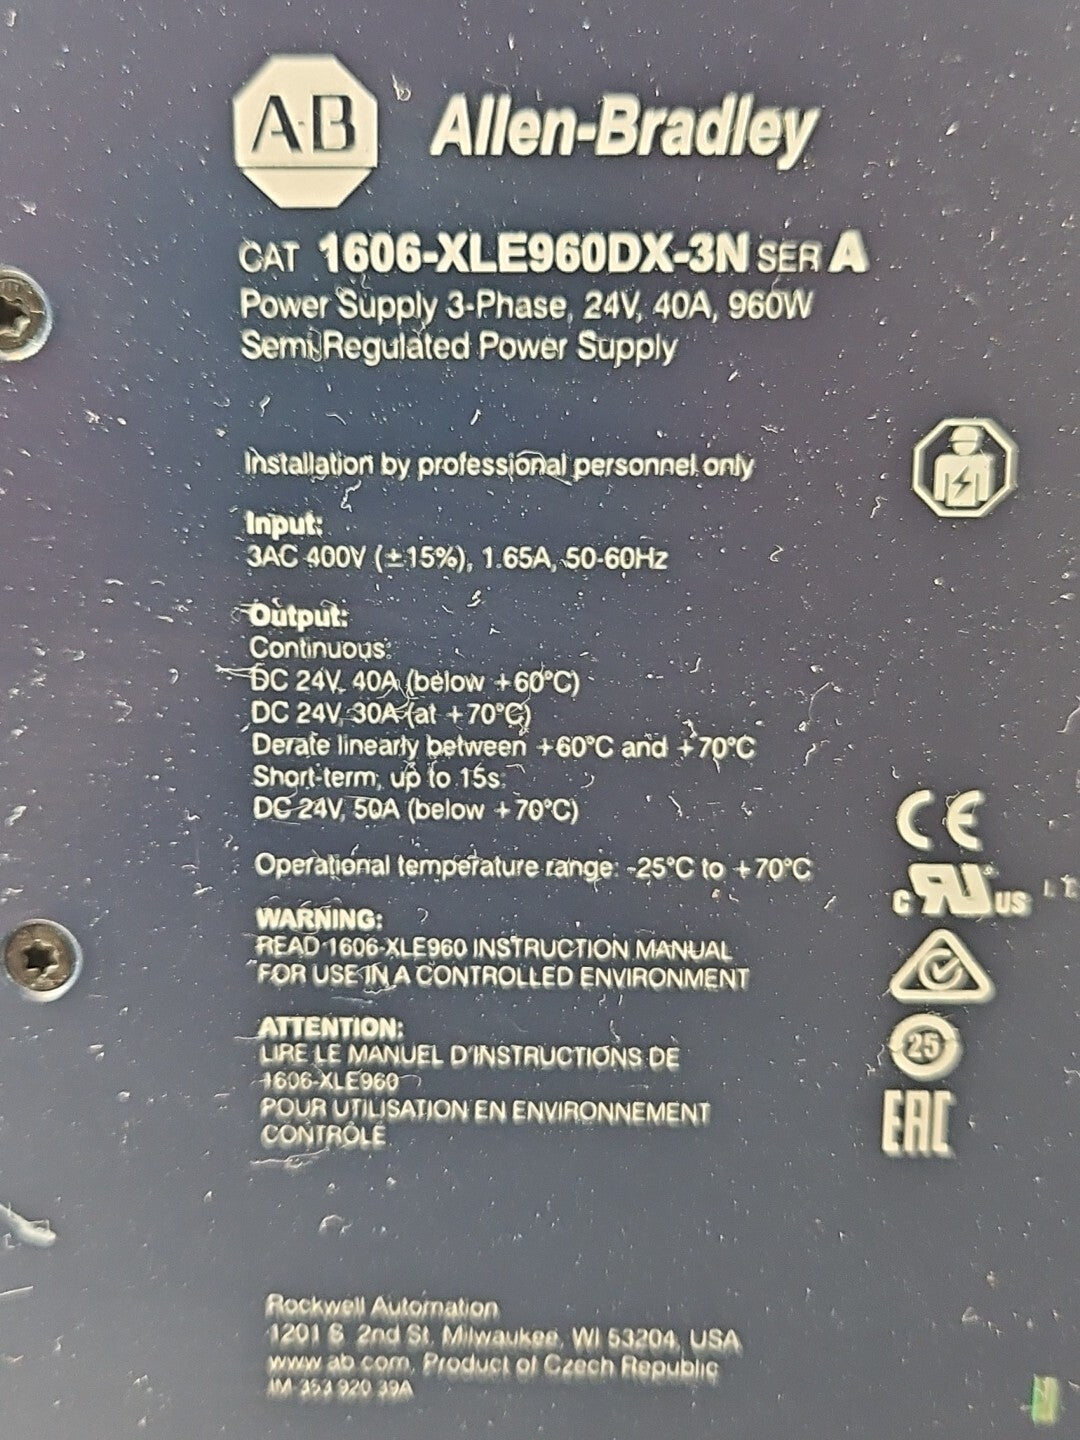 A·B Allen-Bradley
CAT 1606-XLE960DX-3N SER A
Power Supply 3-Phase, 24V, 40A, 960W
Semi Regulated Power Supply
Installation by professional personnel only
Input:
3AC 400V (±15%), 1.65A, 50-60Hz
Output:
Continuous:
DC 24V, 40A (below +60°C)
DC 24V, 30A (at +70°C)
Derate linearly between +60°C and +70°C
Short-term, up to 15s:
DC 24V, 50A (below +70°C)
Operational temperature range: -25°C to +70°C
CE
c RU US
WARNING:
READ 1606-XLE960 INSTRUCTION MANUAL
FOR USE IN A CONTROLLED ENVIRONMENT
ATTENTION:
LIRE LE MANUEL D'INSTRUCTIONS DE
1606-XLE960
POUR UTILISATION EN ENVIRONNEMENT
CONTRÔLÉ
25
EAC
Rockwell Automation
1201 S. 2nd St. Milwaukee, WI 53204, USA
www.ab.com, Product of Czech Republic
IM-353 920 39A